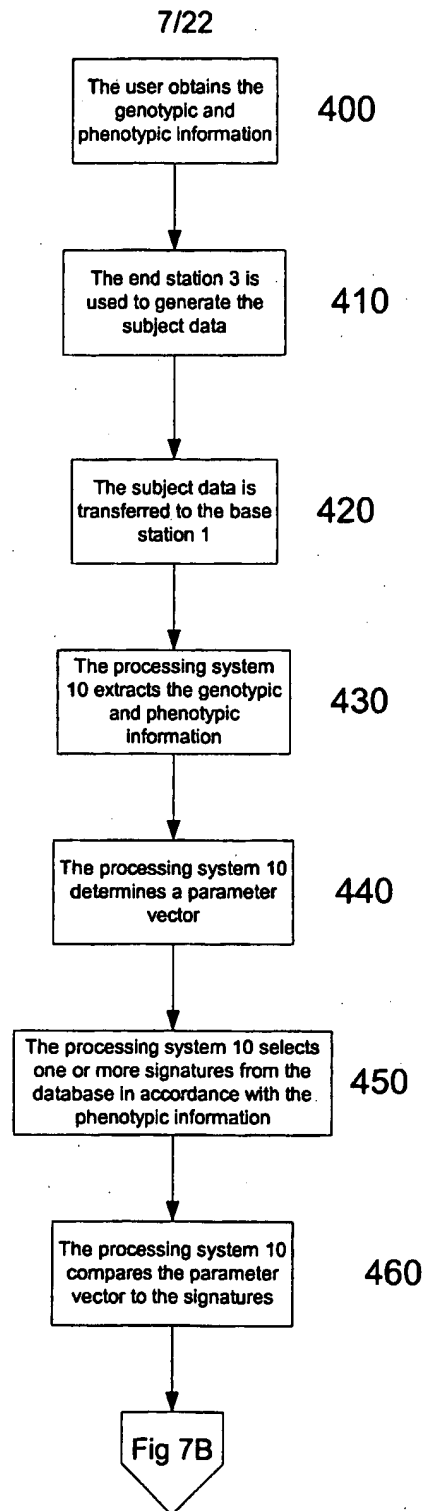 7/22
The user obtains the
genotypic and
phenotypic information
400
The end station 3 is
used to generate the
subject data
410
The subject data is
transferred to the base
station 1
420
The processing system
10 extracts the genotypic
and phenotypic
information
430
The processing system 10
determines a parameter
vector
440
The processing system 10 selects
one or more signatures from the
database in accordance with the
phenotypic information
450
The processing system 10
compares the parameter
vector to the signatures
460
Fig 7B